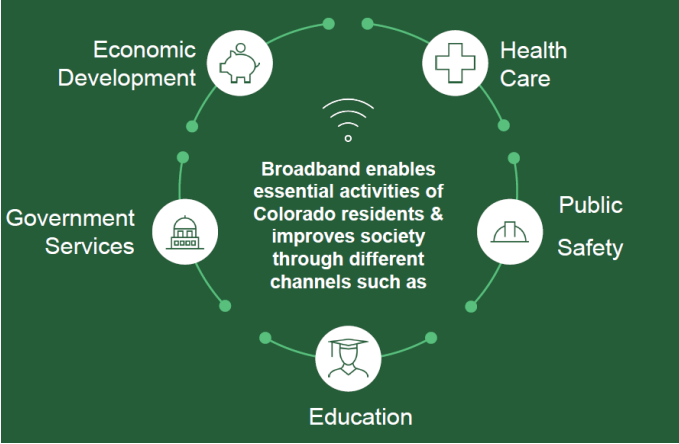 Economic
Development
Health
Care
Broadband enables
essential activities of
Colorado residents &
improves society
through different
channels such as
Government
Services
Public
Safety
Education